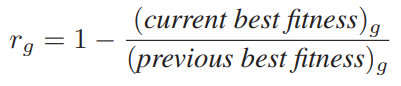 r_g = 1 − (current best fitness)_g / (previous best fitness)_g